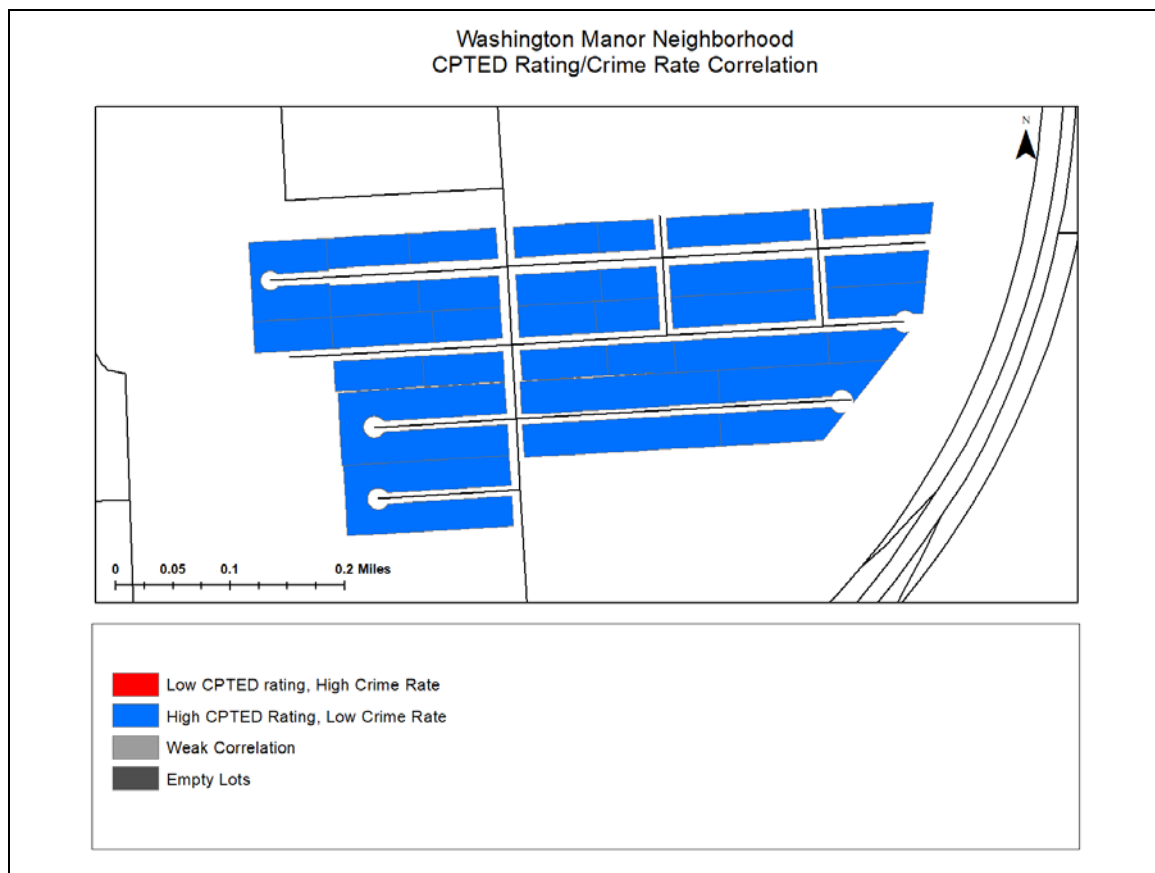 Washington Manor Neighborhood
CPTED Rating/Crime Rate Correlation
N
0 0.05 0.1 0.2 Miles
Low CPTED rating, High Crime Rate
High CPTED Rating, Low Crime Rate
Weak Correlation
Empty Lots